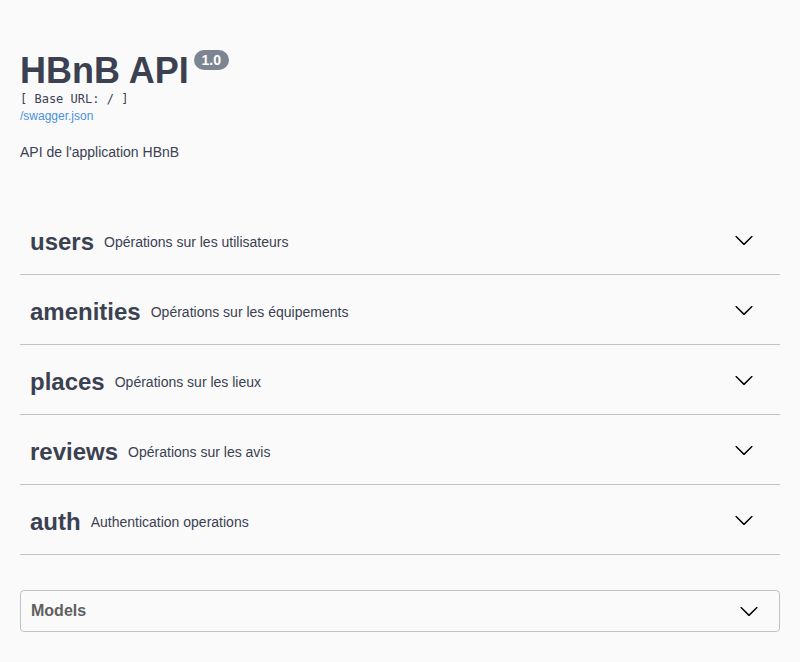 HBnB API 1.0
[ Base URL: / ]
/swagger.json
API de l'application HBnB
users Opérations sur les utilisateurs
amenities Opérations sur les équipements
places Opérations sur les lieux
reviews Opérations sur les avis
auth Authentication operations
Models